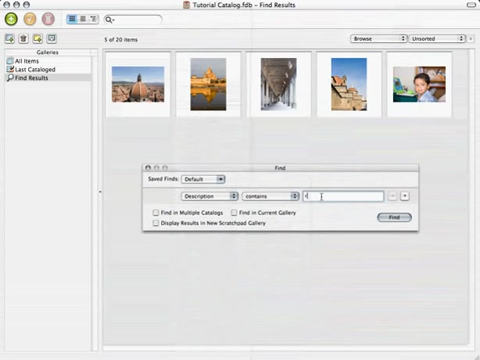 Tutorial Catalog.fdb – Find Results
5 of 20 items
Browse
Unsorted
Galleries
All Items
Last Cataloged
Find Results
Find
Saved Finds: Default
Description
contains
Find in Multiple Catalogs
Find in Current Gallery
Display Results in New Scratchpad Gallery
Find